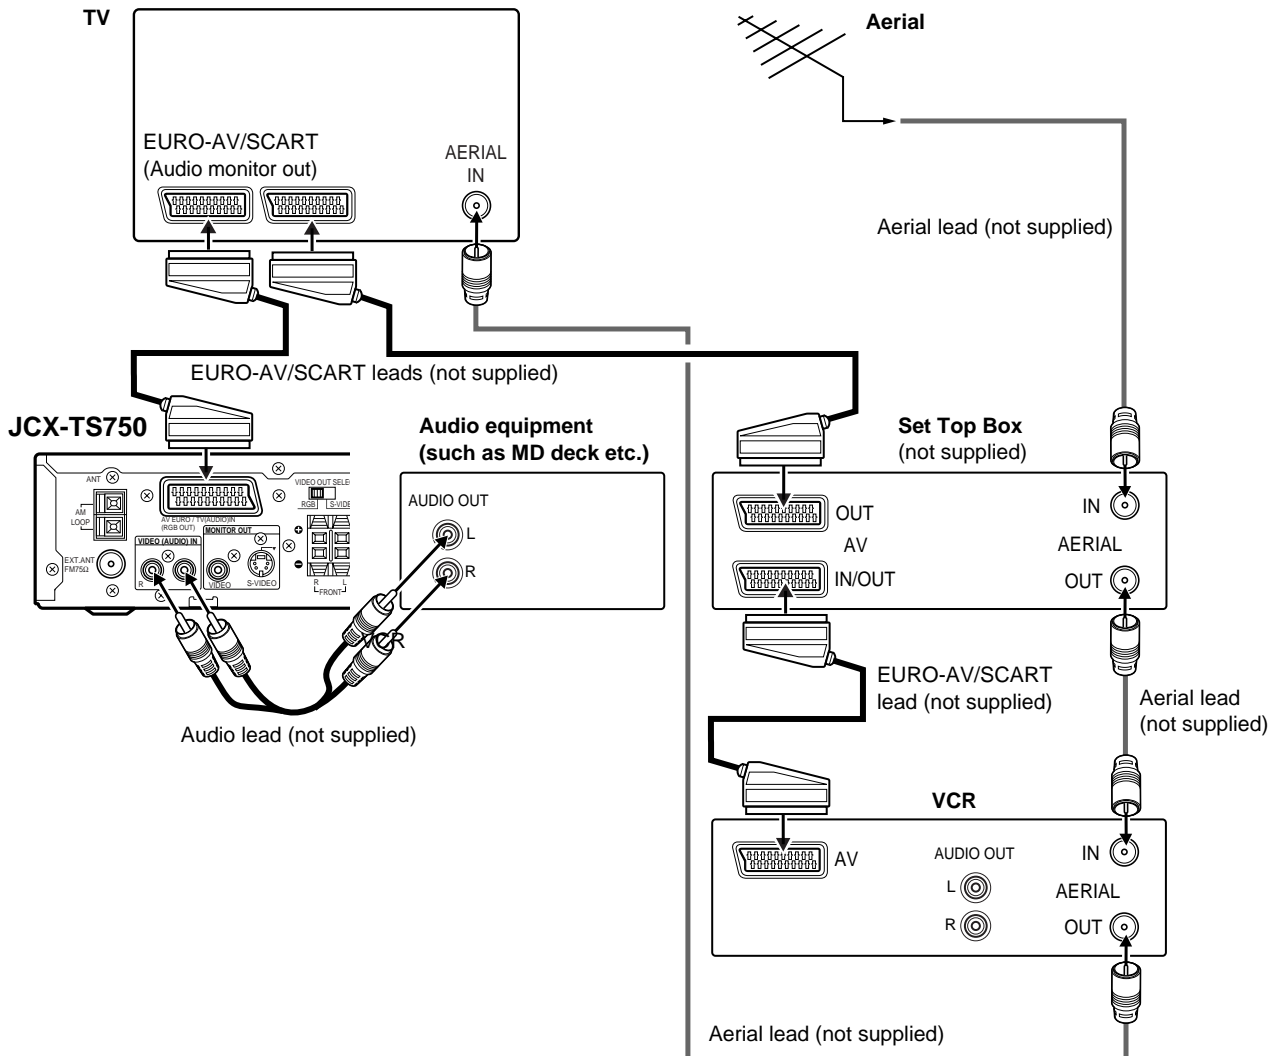 TV
Aerial
EURO-AV/SCART
(Audio monitor out)
AERIAL
IN
Aerial lead (not supplied)
EURO-AV/SCART leads (not supplied)
JCX-TS750
Audio equipment
(such as MD deck etc.)
Set Top Box
(not supplied)
ANT
AM
LOOP
AV EURO / TV(AUDIO)IN
(RGB OUT)
VIDEO OUT SELE
RGB
S-VIDE
VIDEO (AUDIO) IN
MONITOR OUT
EXT.ANT
FM75Ω
R
VIDEO
S-VIDEO
R
L
FRONT
AUDIO OUT
L
R
VCR
OUT
AV
IN/OUT
IN
AERIAL
OUT
EURO-AV/SCART
lead (not supplied)
Aerial lead
(not supplied)
Audio lead (not supplied)
VCR
AV
AUDIO OUT
L
R
IN
AERIAL
OUT
Aerial lead (not supplied)